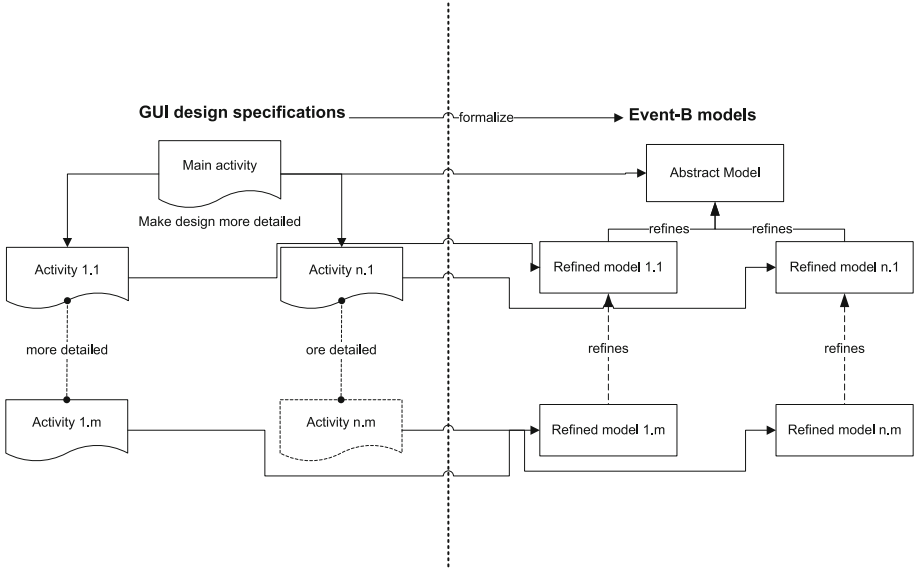 GUI design specifications
formalize
Event-B models
Main activity
Abstract Model
Make design more detailed
refines
refines
Activity 1.1
Activity n.1
Refined model 1.1
Refined model n.1
more detailed
ore detailed
refines
refines
Activity 1.m
Activity n.m
Refined model 1.m
Refined model n.m